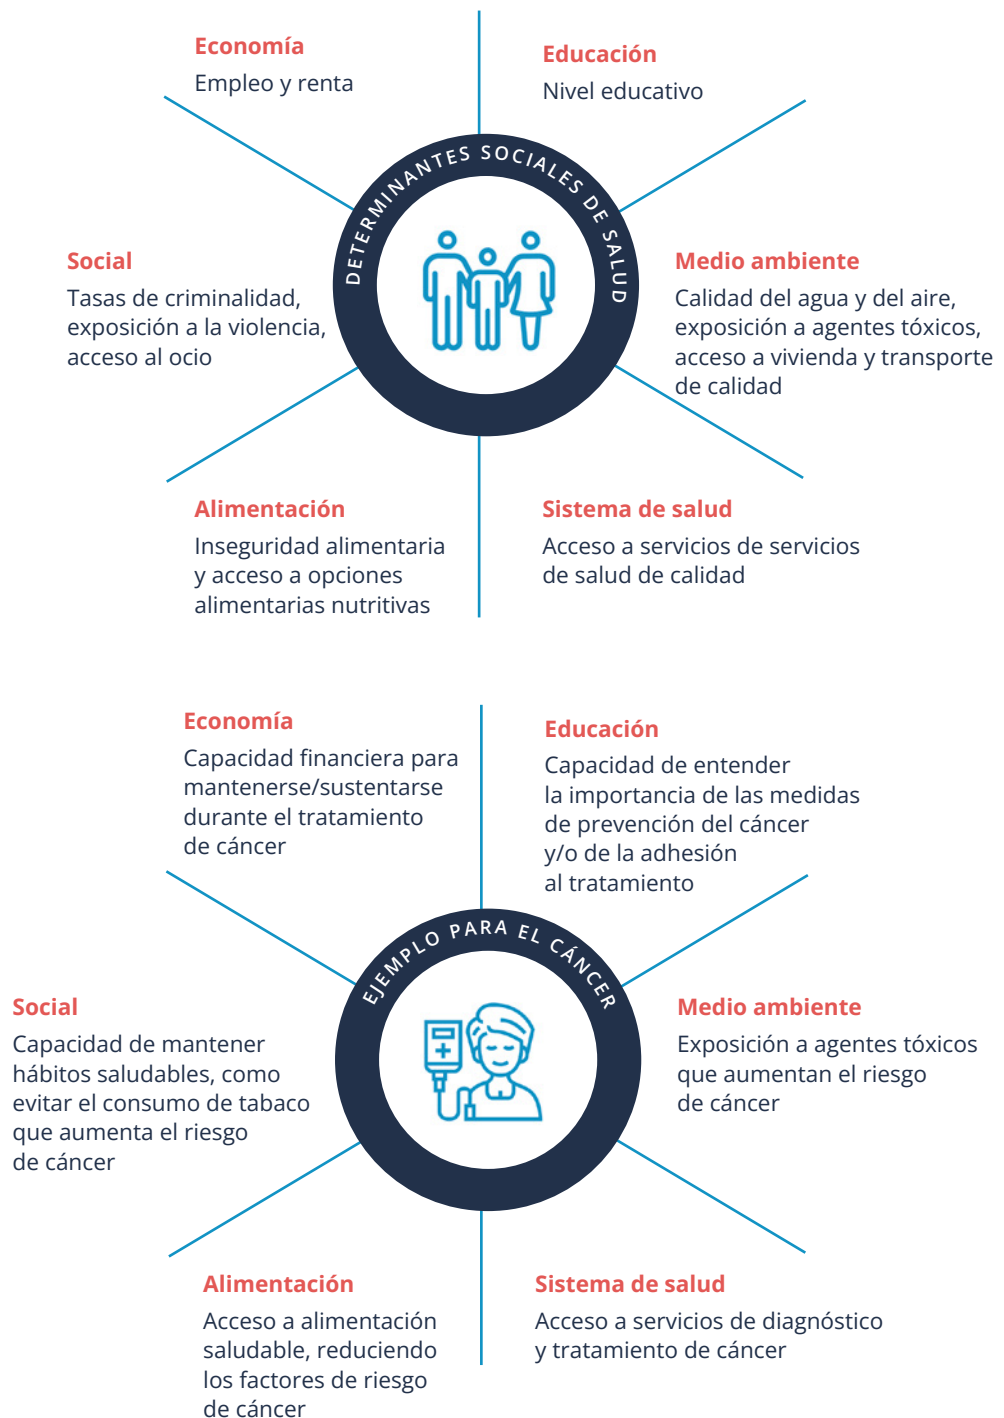 Economía
Empleo y renta
Educación
Nivel educativo
DETERMINANTES SOCIALES DE SALUD
Social
Tasas de criminalidad,
exposición a la violencia,
acceso al ocio
Medio ambiente
Calidad del agua y del aire,
exposición a agentes tóxicos,
acceso a vivienda y transporte
de calidad
Alimentación
Inseguridad alimentaria
y acceso a opciones
alimentarias nutritivas
Sistema de salud
Acceso a servicios de servicios
de salud de calidad
Economía
Capacidad financiera para
mantenerse/sustentarse
durante el tratamiento
de cáncer
Educación
Capacidad de entender
la importancia de las medidas
de prevención del cáncer
y/o de la adhesión
al tratamiento
EJEMPLO PARA EL CÁNCER
Social
Capacidad de mantener
hábitos saludables, como
evitar el consumo de tabaco
que aumenta el riesgo
de cáncer
Medio ambiente
Exposición a agentes tóxicos
que aumentan el riesgo
de cáncer
Alimentación
Acceso a alimentación
saludable, reduciendo
los factores de riesgo
de cáncer
Sistema de salud
Acceso a servicios de diagnóstico
y tratamiento de cáncer